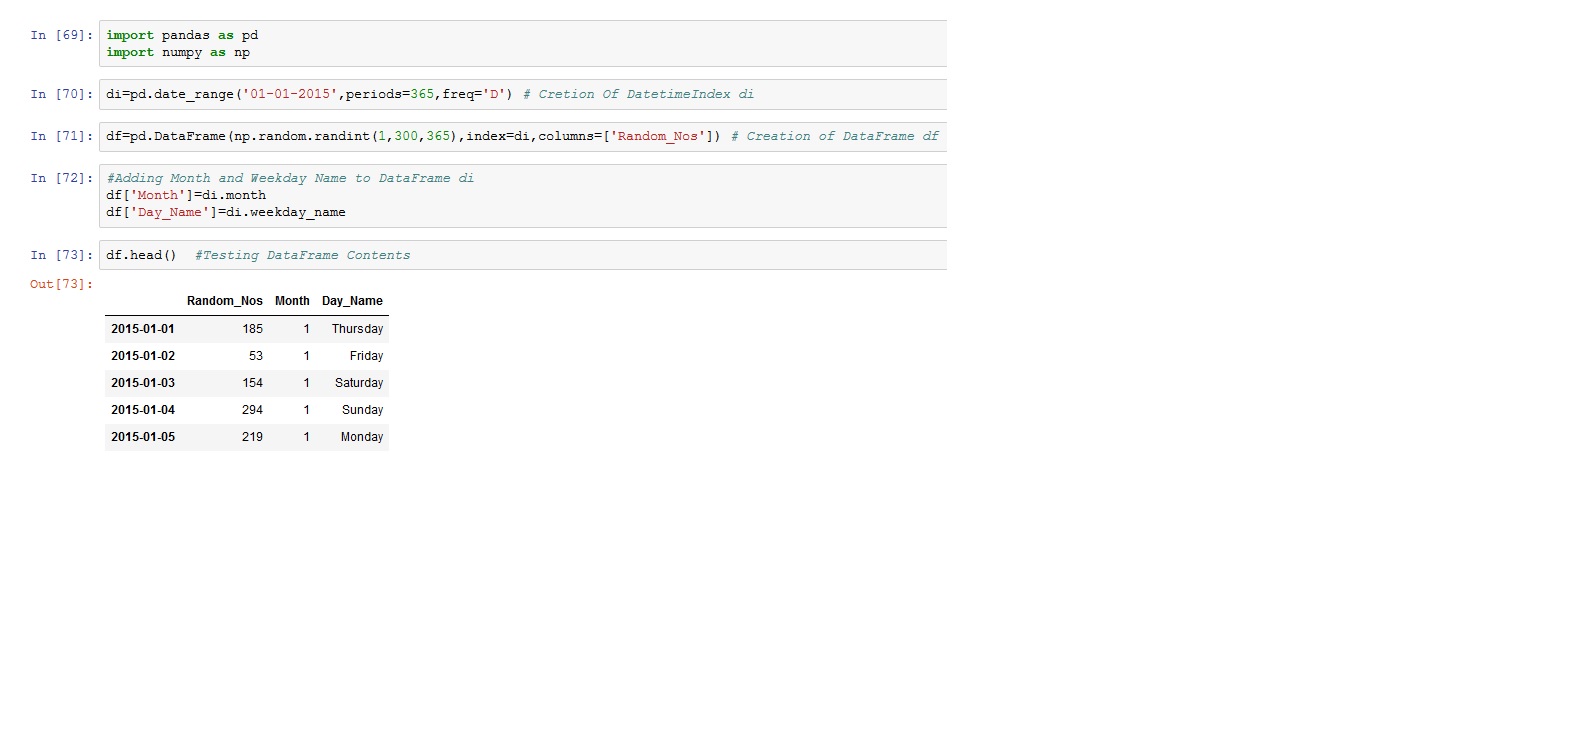 In [69]: import pandas as pd
import numpy as np
In [70]: di=pd.date_range('01-01-2015',periods=365,freq='D') # Cretion Of DatetimeIndex di
In [71]: df=pd.DataFrame(np.random.randint(1,300,365),index=di,columns=['Random_Nos']) # Creation of DataFrame df
In [72]: #Adding Month and Weekday Name to DataFrame di
df['Month']=di.month
df['Day_Name']=di.weekday_name
In [73]: df.head() #Testing DataFrame Contents
Out[73]:
Random_Nos Month Day_Name
2015-01-01 185 1 Thursday
2015-01-02 53 1 Friday
2015-01-03 154 1 Saturday
2015-01-04 294 1 Sunday
2015-01-05 219 1 Monday